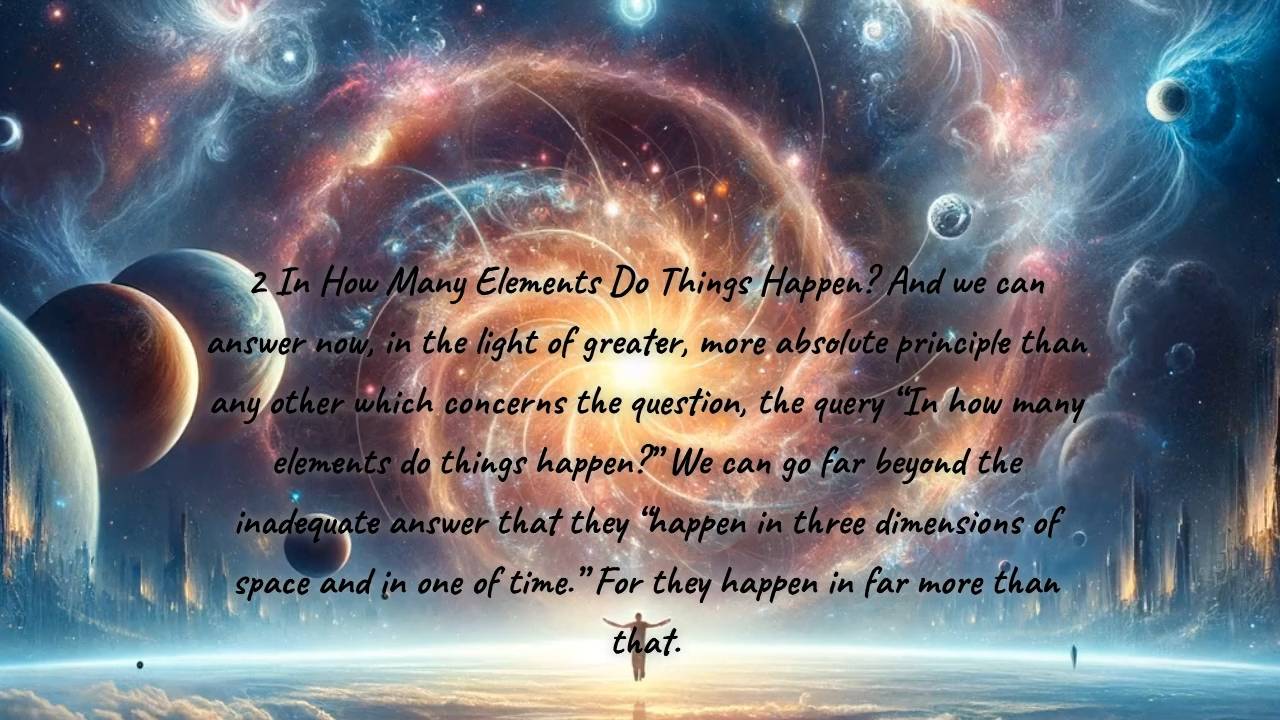 2 In How Many Elements Do Things Happen? And we can
answer now, in the light of greater, more absolute principle than
any other which concerns the question, the query “In how many
elements do things happen?” We can go far beyond the
inadequate answer that they “happen in three dimensions of
space and in one of time.” For they happen in far more than
that.